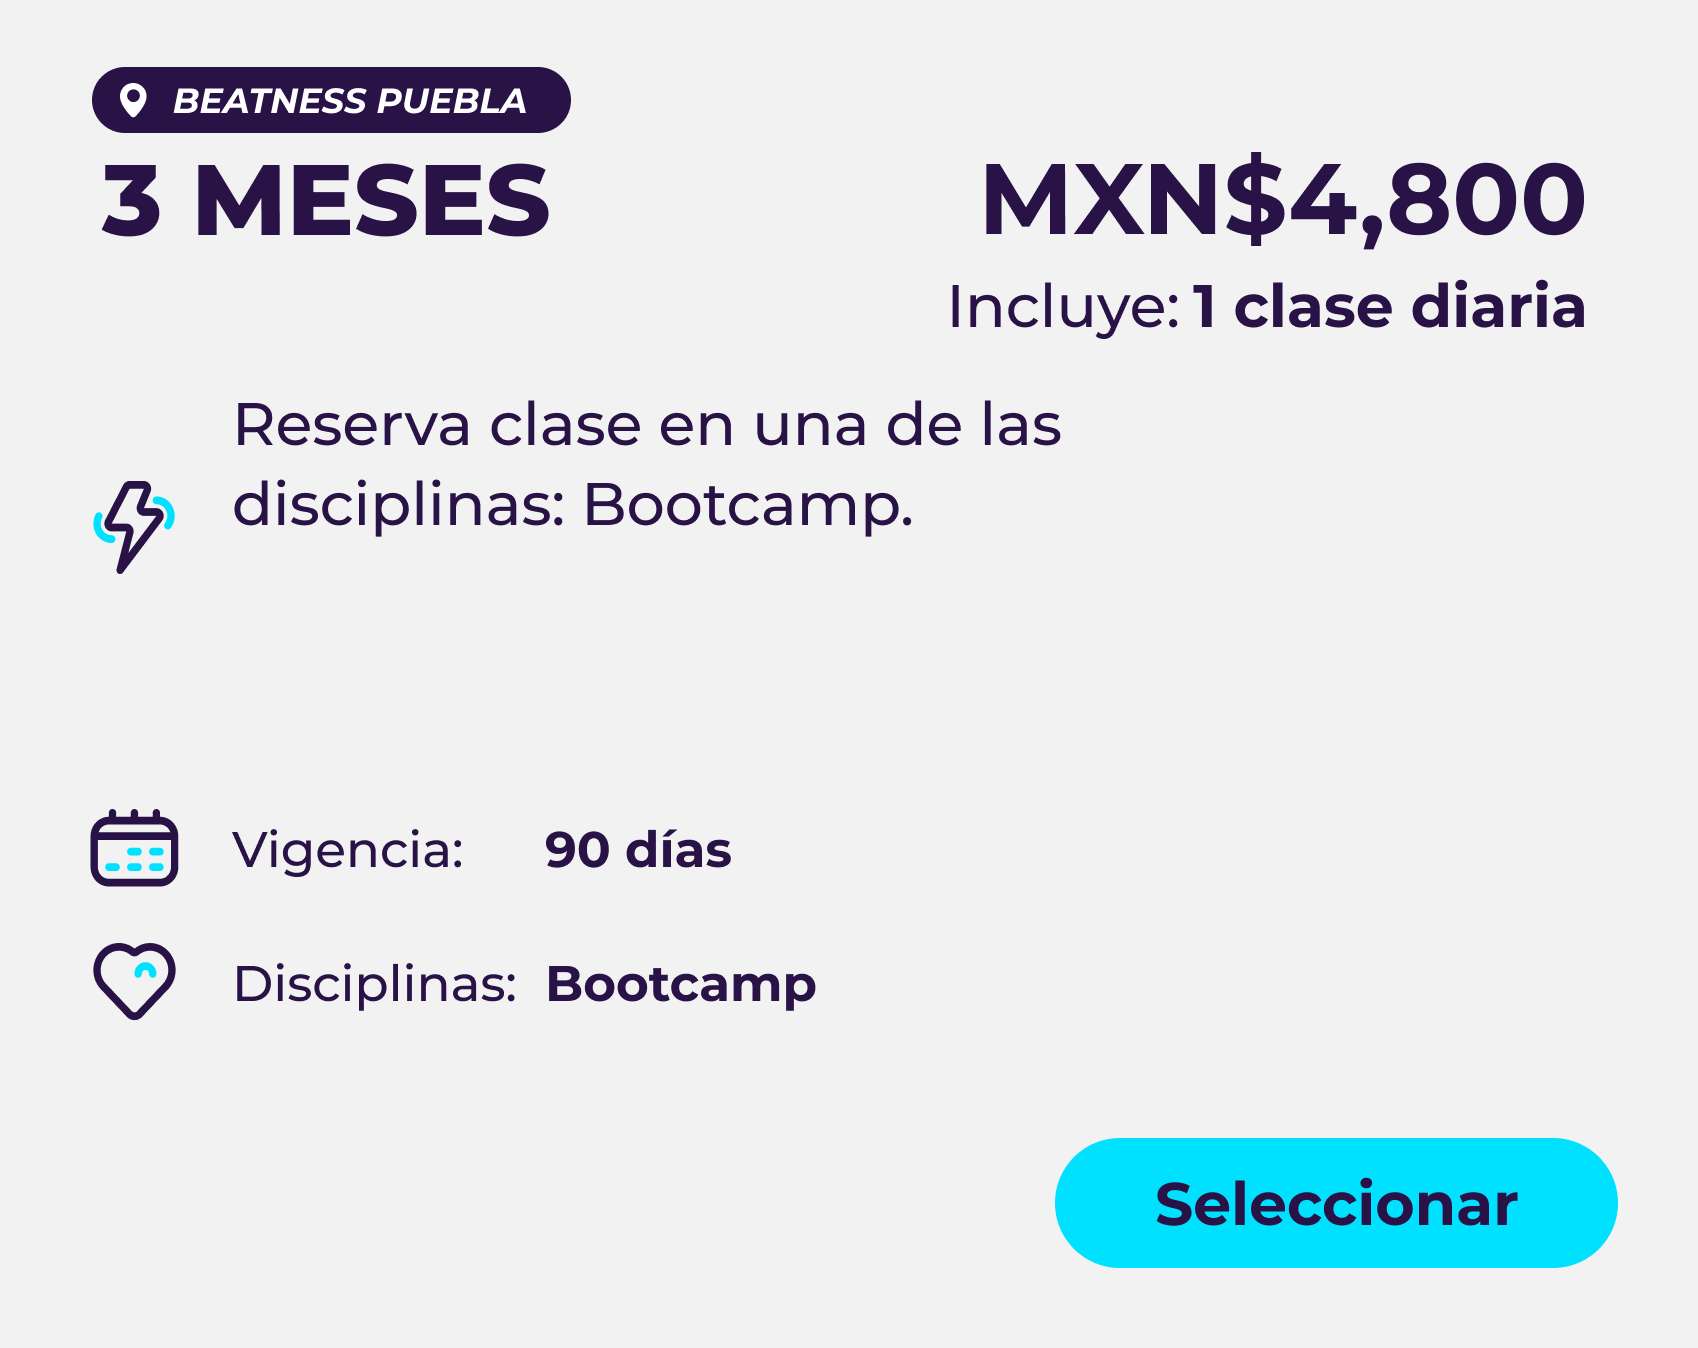 BEATNESS PUEBLA
3 MESES
MXN$4,800
Incluye: 1 clase diaria
Reserva clase en una de las
disciplinas: Bootcamp.
Vigencia: 90 días
Disciplinas: Bootcamp
Seleccionar